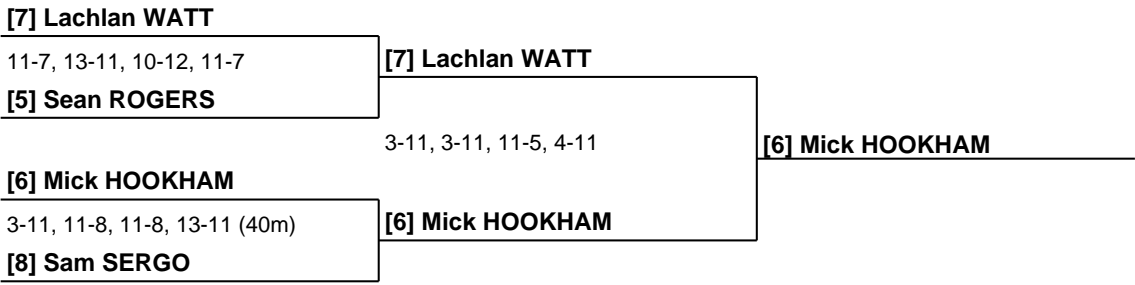 [7] Lachlan WATT
11-7, 13-11, 10-12, 11-7
[5] Sean ROGERS
[7] Lachlan WATT
3-11, 3-11, 11-5, 4-11
[6] Mick HOOKHAM
[6] Mick HOOKHAM
3-11, 11-8, 11-8, 13-11 (40m)
[8] Sam SERGO
[6] Mick HOOKHAM